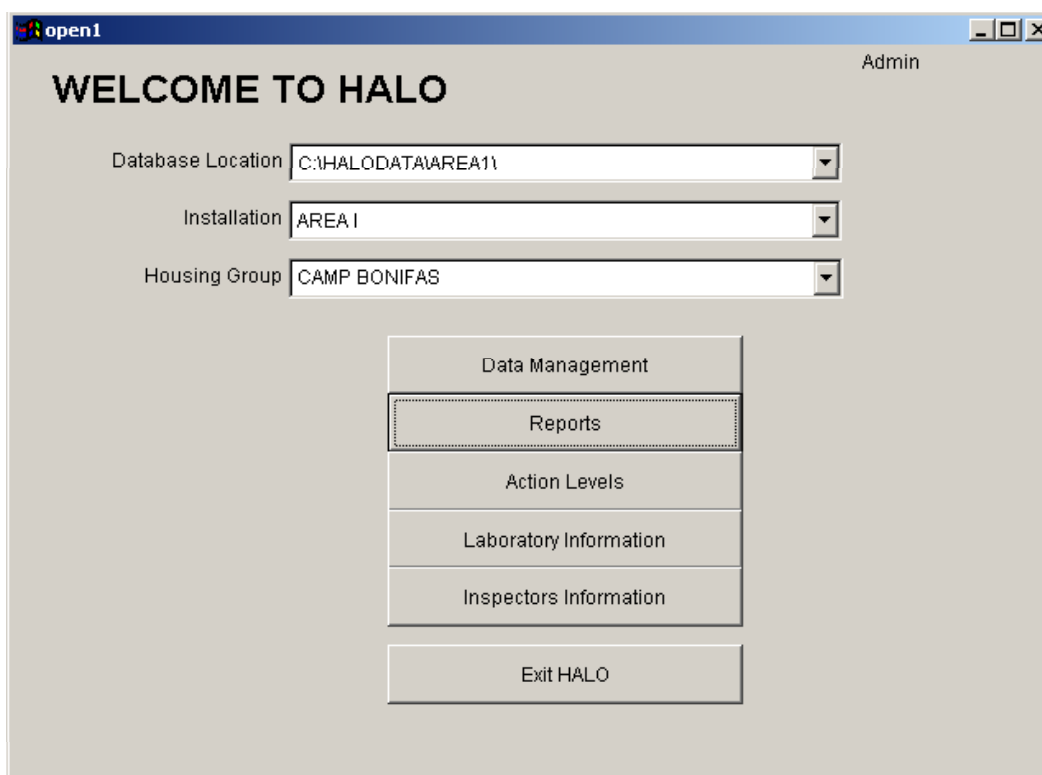 open1
Admin
WELCOME TO HALO
Database Location C:\HALODATA\AREA1\
Installation AREA I
Housing Group CAMP BONIFAS
Data Management
Reports
Action Levels
Laboratory Information
Inspectors Information
Exit HALO